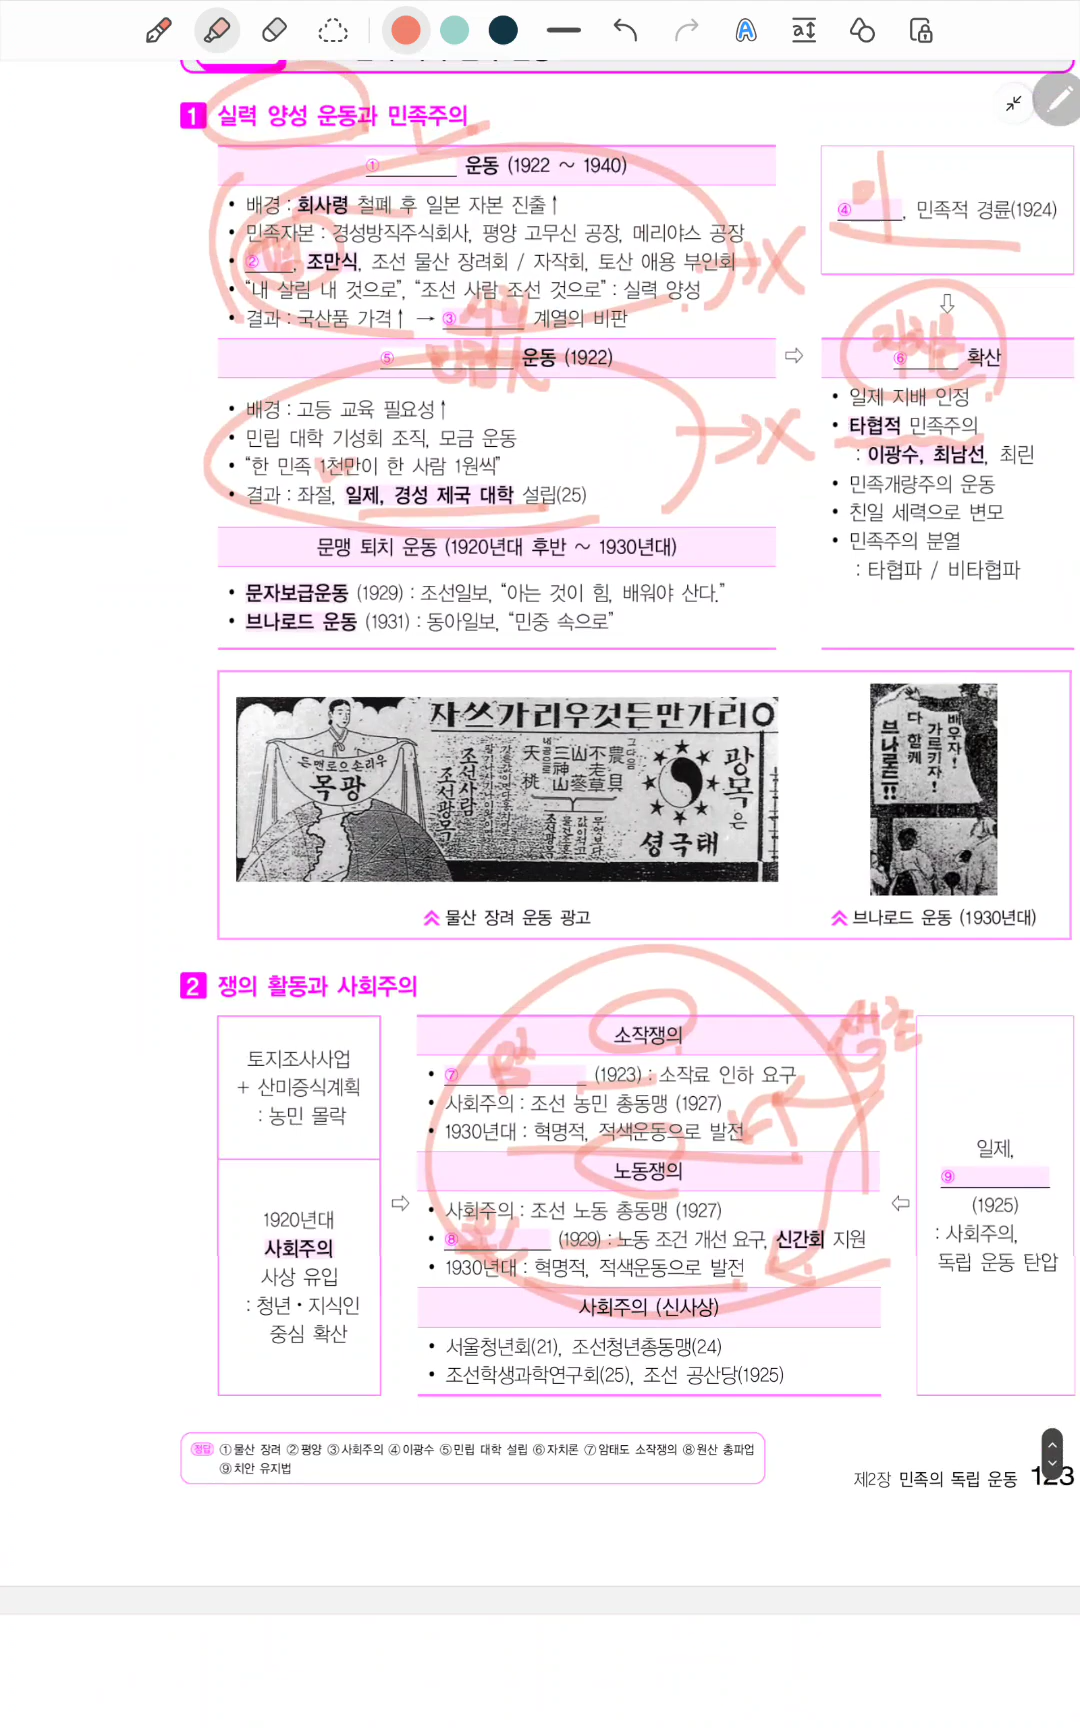 1 실력 양성 운동과 민족주의
① 운동 (1922 ~ 1940)
• 배경 : 회사령 철폐 후 일본 자본 진출↑
• 민족자본 : 경성방직주식회사, 평양 고무신 공장, 메리야스 공장
• ② , 조만식, 조선 물산 장려회 / 자작회, 토산 애용 부인회
• “내 살림 내 것으로”, “조선 사람 조선 것으로” : 실력 양성
• 결과 : 국산품 가격↑ → ③ 계열의 비판
⑤ 운동 (1922)
• 배경 : 고등 교육 필요성↑
• 민립 대학 기성회 조직, 모금 운동
• “한 민족 1천만이 한 사람 1원씩”
• 결과 : 좌절, 일제, 경성 제국 대학 설립(25)
문맹 퇴치 운동 (1920년대 후반 ~ 1930년대)
• 문자보급운동 (1929) : 조선일보, “아는 것이 힘, 배워야 산다.”
• 브나로드 운동 (1931) : 동아일보, “민중 속으로”
④ , 민족적 경륜(1924)
⇩
⇨
자치론
⑥ 확산
• 일제 지배 인정
• 타협적 민족주의
: 이광수, 최남선, 최린
• 민족개량주의 운동
• 친일 세력으로 변모
• 민족주의 분열
: 타협파 / 비타협파
자쓰가리우것든만가리O
든맨로으손리우
목광
조선사람
조선광목
天桃
三神山
山蔘
不老草
農具
광목은
셩국태
배우자!
가르키자!
다 함께
브나로드!!
물산 장려 운동 광고
브나로드 운동 (1930년대)
2 쟁의 활동과 사회주의
토지조사사업
+ 산미증식계획
: 농민 몰락
1920년대
사회주의
사상 유입
: 청년 • 지식인
중심 확산
⇨
소작쟁의
암
• ⑦ (1923) : 소작료 인하 요구
• 사회주의 : 조선 농민 총동맹 (1927)
• 1930년대 : 혁명적, 적색운동으로 발전
노동쟁의
• 사회주의 : 조선 노동 총동맹 (1927)
• ⑧ (1929) : 노동 조건 개선 요구, 신간회 지원
• 1930년대 : 혁명적, 적색운동으로 발전
사회주의 (신사상)
• 서울청년회(21), 조선청년총동맹(24)
• 조선학생과학연구회(25), 조선 공산당(1925)
⇦
일제,
⑨
(1925)
: 사회주의,
독립 운동 탄압
정답 ①물산 장려 ②평양 ③사회주의 ④이광수 ⑤민립 대학 설립 ⑥자치론 ⑦암태도 소작쟁의 ⑧원산 총파업
⑨치안 유지법
제2장 민족의 독립 운동 123